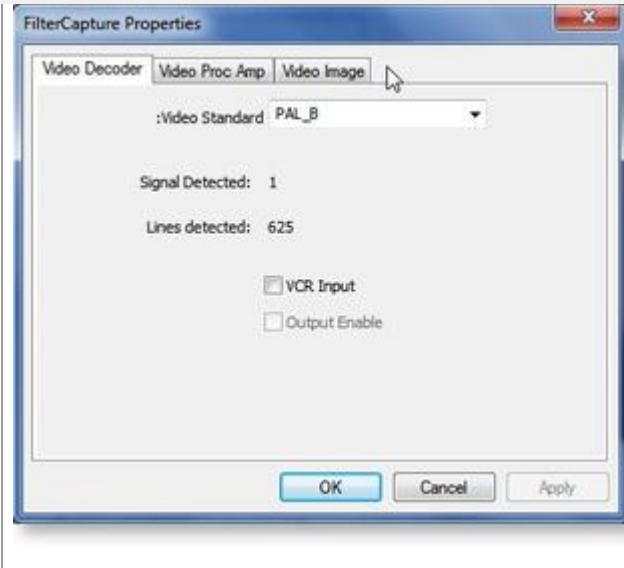 FilterCapture Properties
Video Decoder Video Proc Amp Video Image
:Video Standard PAL_B
Signal Detected: 1
Lines detected: 625
VCR Input
Output Enable
OK Cancel Apply